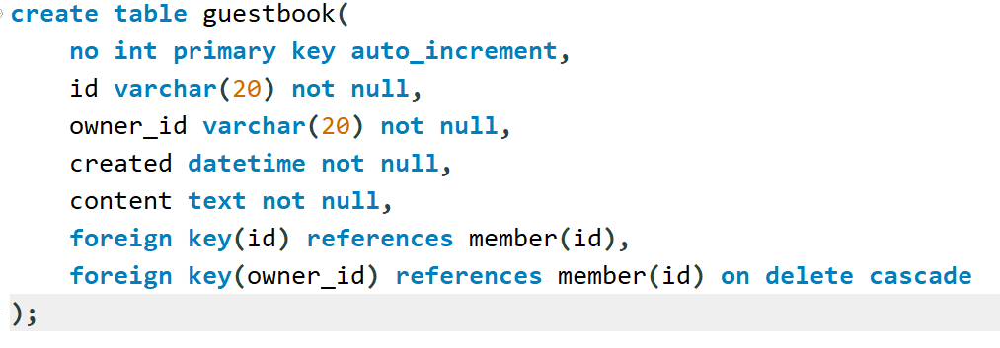 create table guestbook(
    no int primary key auto_increment,
    id varchar(20) not null,
    owner_id varchar(20) not null,
    created datetime not null,
    content text not null,
    foreign key(id) references member(id),
    foreign key(owner_id) references member(id) on delete cascade
);